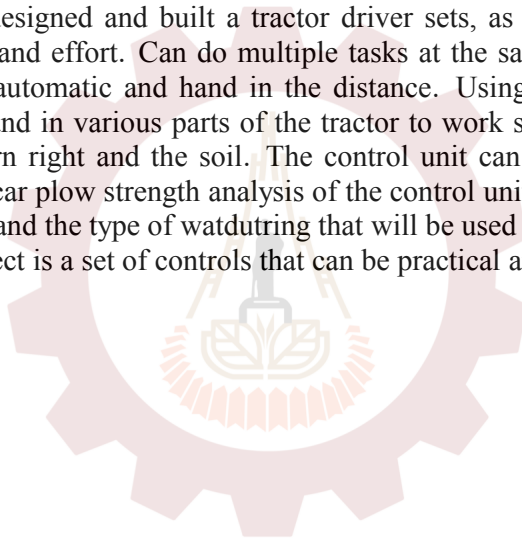 designed and built a tractor driver sets, as
and effort. Can do multiple tasks at the sa
automatic and hand in the distance. Using
and in various parts of the tractor to work s
rn right and the soil. The control unit can
car plow strength analysis of the control uni
and the type of watdutring that will be used
ect is a set of controls that can be practical a